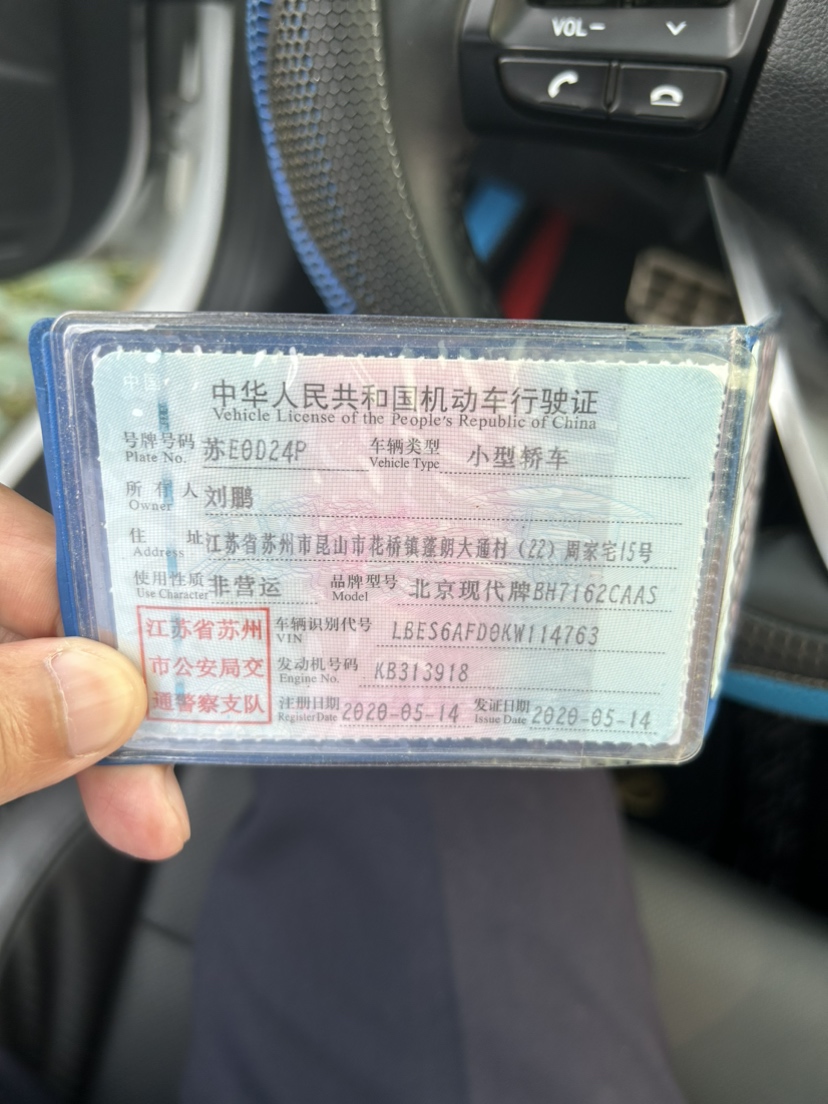 VOL−
中国
中华人民共和国机动车行驶证
Vehicle License of the People's Republic of China
号牌号码 苏E0D24P 车辆类型 小型轿车
Plate No. Vehicle Type
所有人 刘鹏
Owner
住址 江苏省苏州市昆山市花桥镇蓬朗大通村（22）周家宅15号
Address
使用性质 非营运 品牌型号 北京现代牌BH7162CAAS
Use Character Model
江苏省苏州 车辆识别代号 LBES6AFD0KW114763
VIN
市公安局交 发动机号码 KB313918
Engine No.
通警察支队 注册日期 2020-05-14 发证日期 2020-05-14
Register Date Issue Date